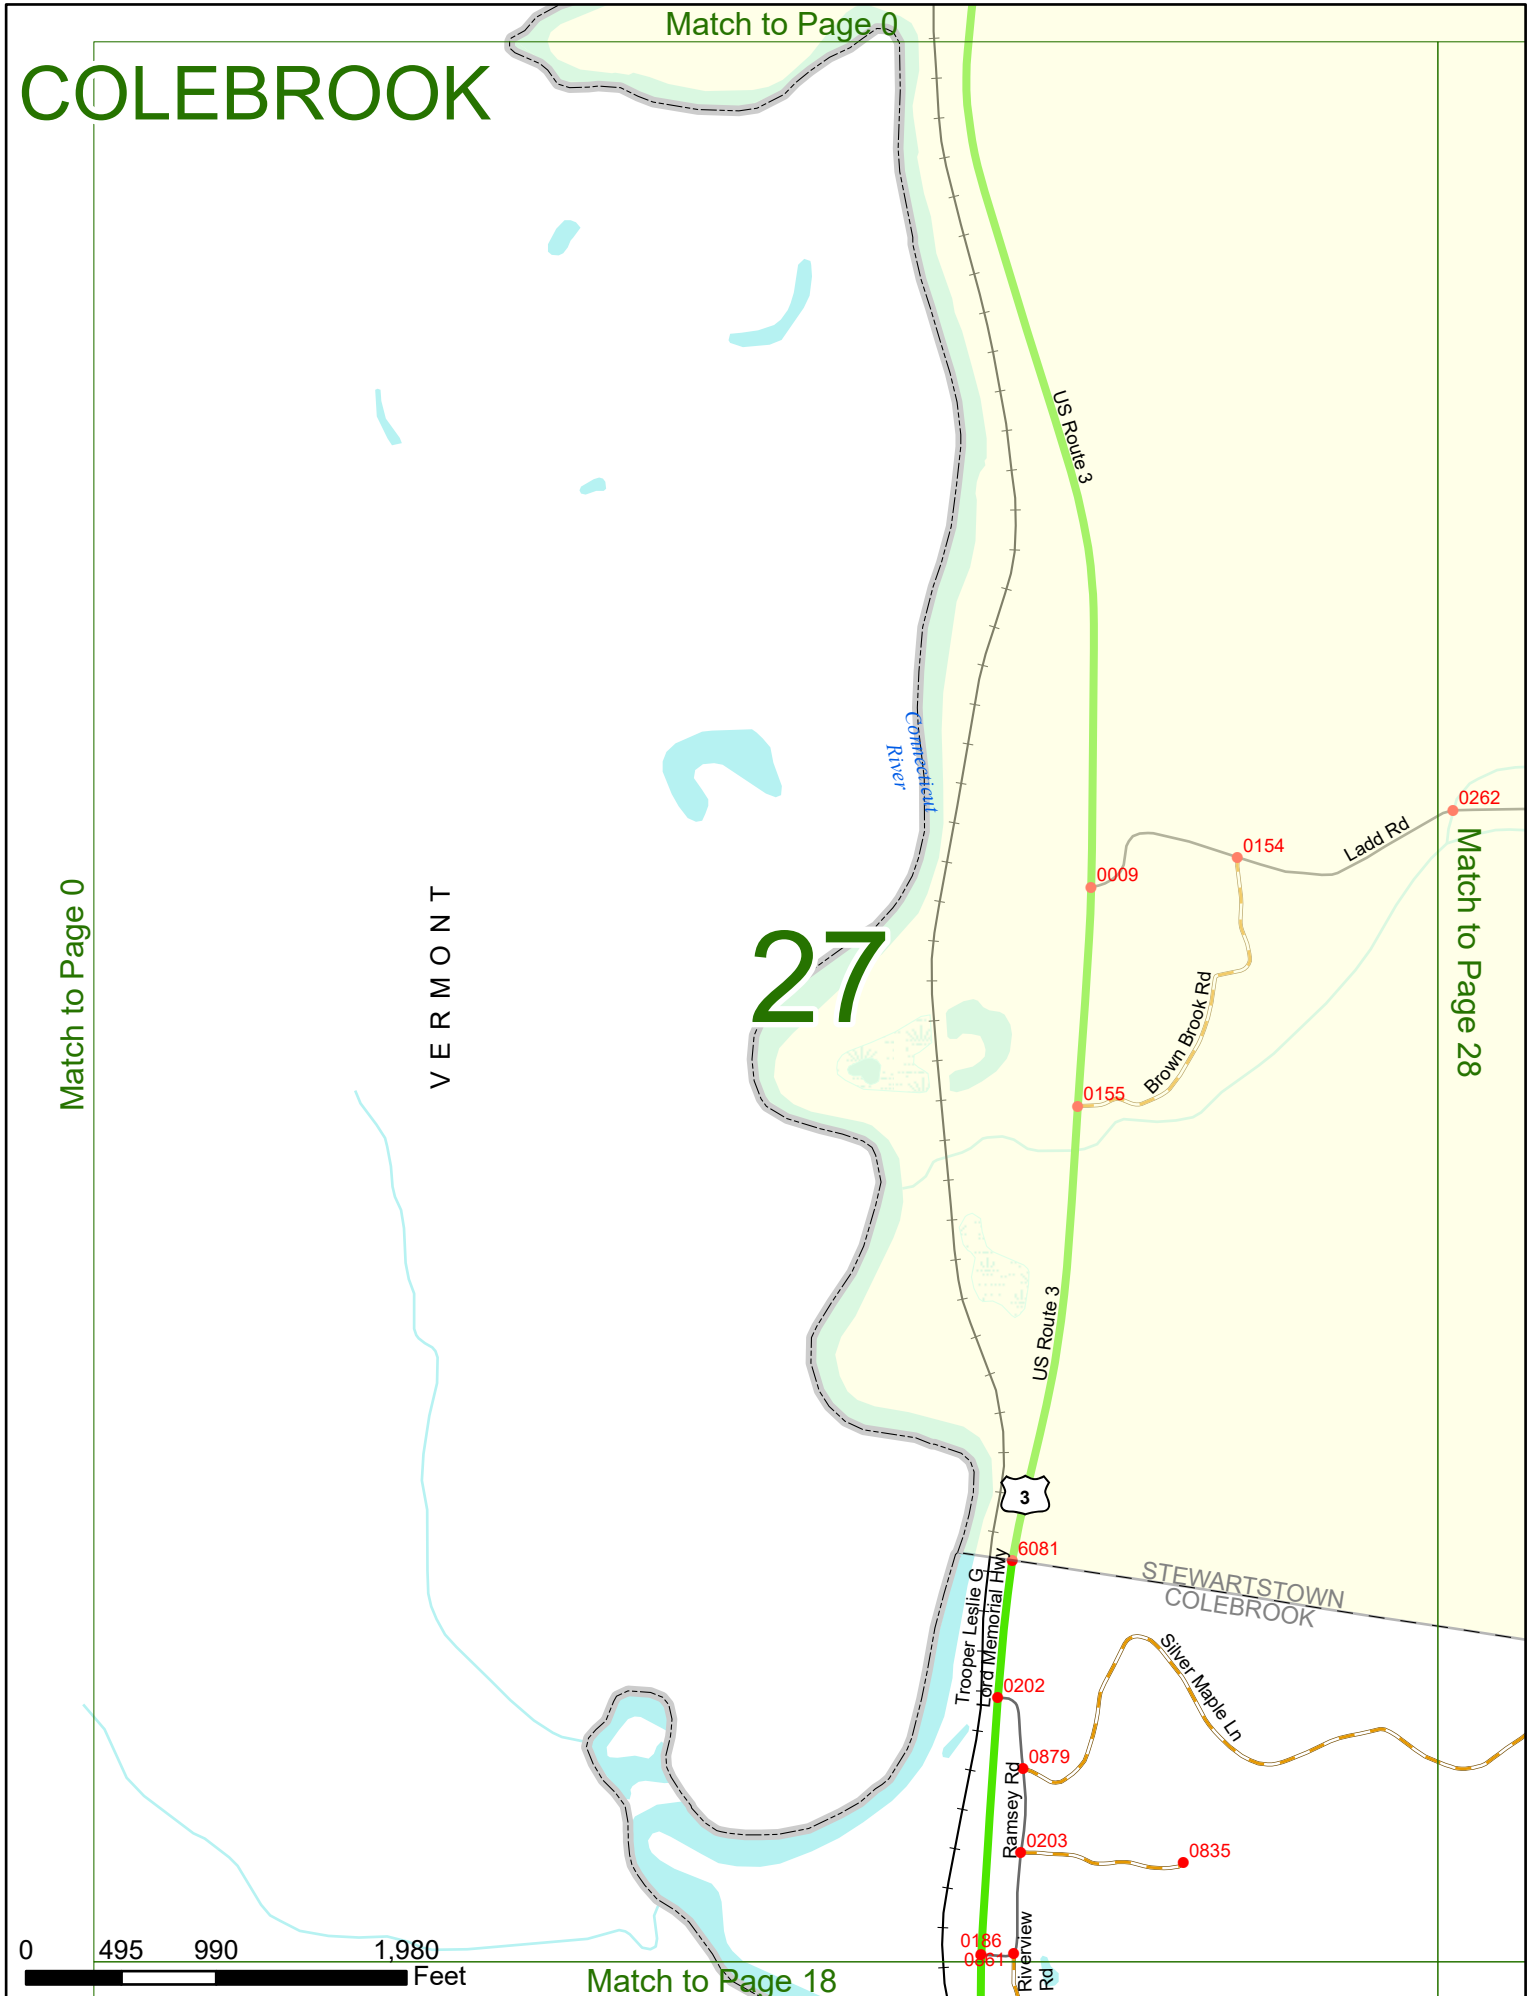 Match to Page 0
COLEBROOK
US Route 3
Connecticut
River
0262
Ladd Rd
0154
0009
Match to Page 28
Match to Page 0
VERMONT
27
Brown Brook Rd
0155
US Route 3
3
6081
STEWARTSTOWN
COLEBROOK
Trooper Leslie G
Lord Memorial Hwy
Silver Maple Ln
0202
0879
Ramsey Rd
0203
0835
0186
0861
Riverview
Rd
0 495 990 1,980
Feet
Match to Page 18